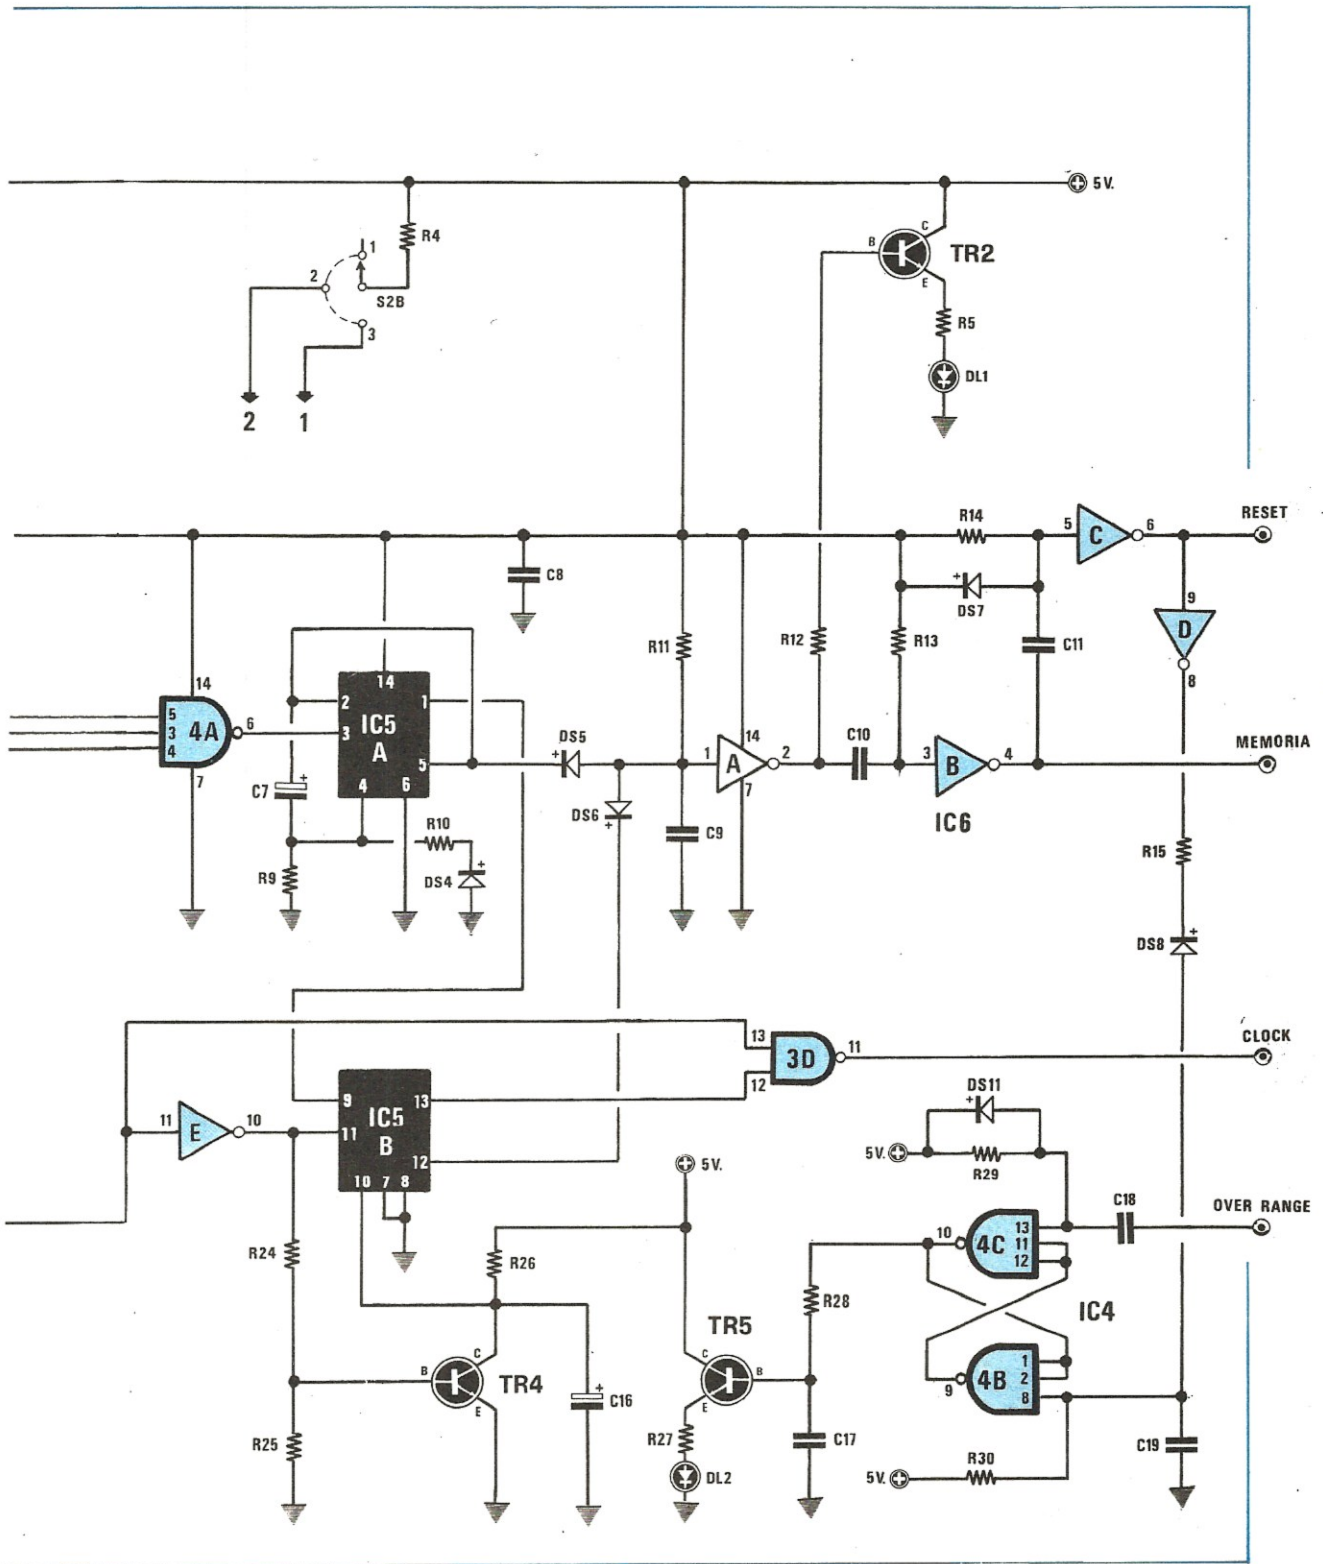 5 V.
R4
1
2
S2B
3
2
1
B
C
E
TR2
R5
DL1
R14
5
C
6
RESET
C8
+
DS7
9
D
8
R11
R12
R13
C11
14
5
3
4
4A
6
7
2
14
1
3
IC5
A
5
4
6
C7
+
R9
R10
DS4
+
DS5
+
DS6
+
14
1
A
2
7
C9
C10
3
B
4
IC6
MEMORIA
R15
DS8
+
13
12
3D
11
CLOCK
11
E
10
9
IC5
B
13
11
12
10
7
8
5V.
DS11
+
5V.
R29
C18
OVER RANGE
10
4C
13
11
12
IC4
9
4B
1
2
8
R24
R25
R26
B
C
E
TR4
+
C16
TR5
C
B
E
R27
DL2
R28
C17
5V.
R30
C19